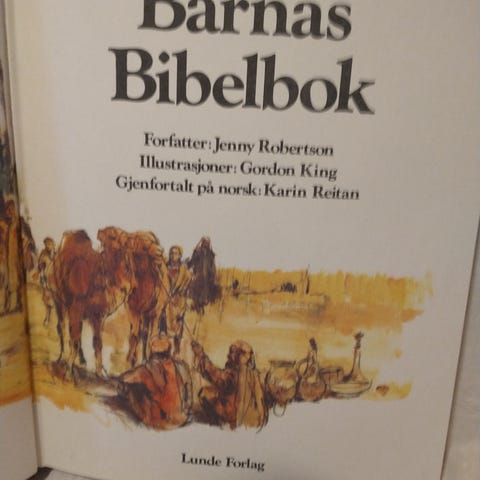 Barnas
Bibelbok
Forfatter: Jenny Robertson
Illustrasjoner: Gordon King
Gjenfortalt på norsk: Karin Reitan
Lunde Forlag